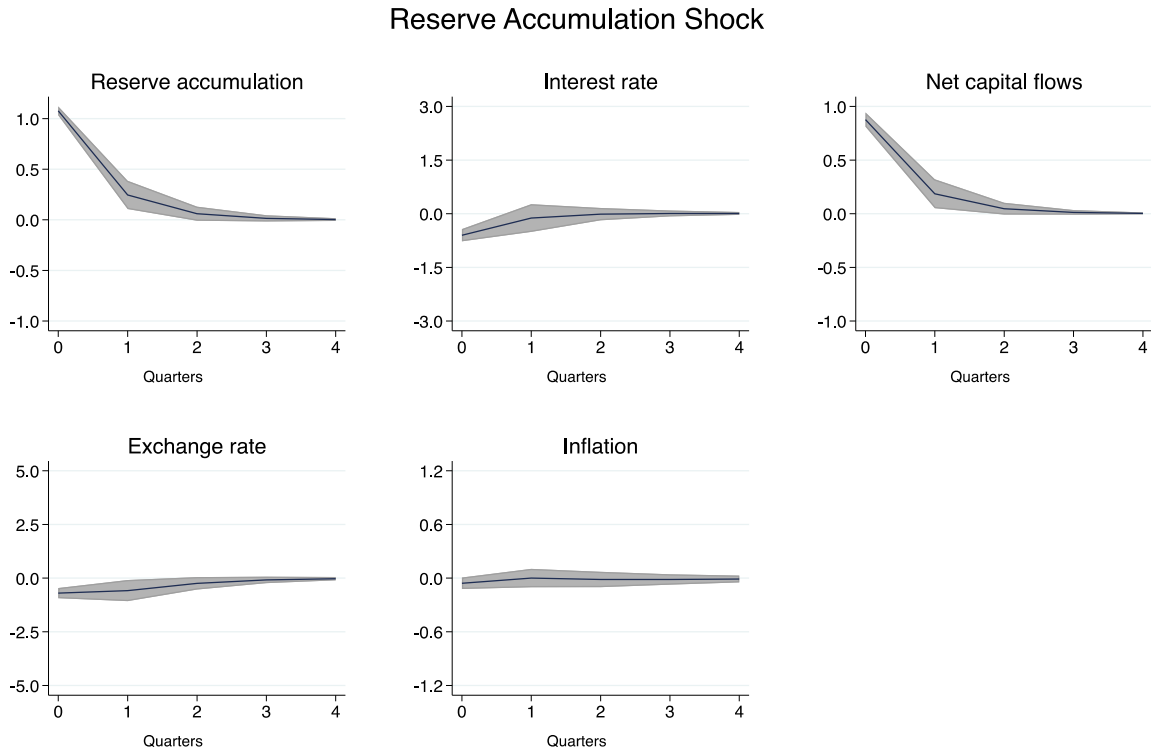 Reserve Accumulation Shock
Reserve accumulation
1.0
0.5
0.0
-0.5
-1.0
0 1 2 3 4
Quarters
Interest rate
3.0
1.5
0.0
-1.5
-3.0
0 1 2 3 4
Quarters
Net capital flows
1.0
0.5
0.0
-0.5
-1.0
0 1 2 3 4
Quarters
Exchange rate
5.0
2.5
0.0
-2.5
-5.0
0 1 2 3 4
Quarters
Inflation
1.2
0.6
0.0
-0.6
-1.2
0 1 2 3 4
Quarters